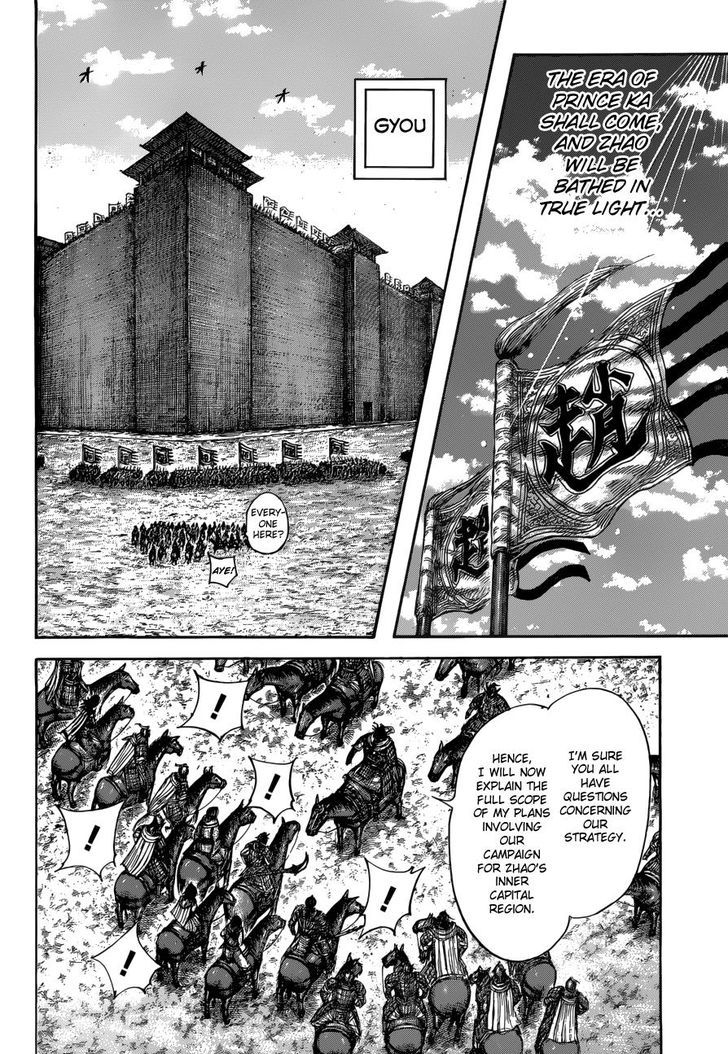 THE ERA OF
PRINCE KA
SHALL COME,
AND ZHAO
WILL BE
BATHED IN
TRUE LIGHT...
趙
趙
GYOU
EVERY-
ONE
HERE?
AYE!
I'M SURE
YOU ALL
HAVE
QUESTIONS
CONCERNING
OUR
STRATEGY.
HENCE,
I WILL NOW
EXPLAIN THE
FULL SCOPE
OF MY PLANS
INVOLVING
OUR
CAMPAIGN
FOR ZHAO'S
INNER
CAPITAL
REGION.
!
!
!
!
!